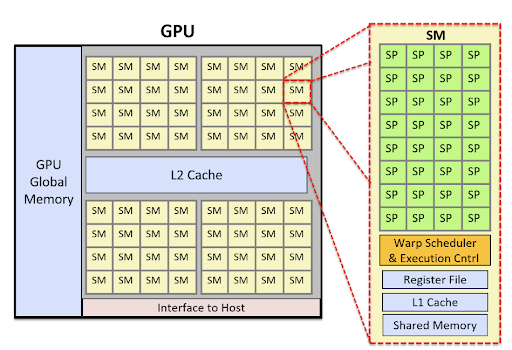 GPU
SM SM SM SM SM SM SM SM
SM SM SM SM SM SM SM SM
SM SM SM SM SM SM SM SM
SM SM SM SM SM SM SM SM
GPU
Global
Memory
L2 Cache
SM SM SM SM SM SM SM SM
SM SM SM SM SM SM SM SM
SM SM SM SM SM SM SM SM
SM SM SM SM SM SM SM SM
Interface to Host
SM
SP SP SP SP
SP SP SP SP
SP SP SP SP
SP SP SP SP
SP SP SP SP
SP SP SP SP
SP SP SP SP
SP SP SP SP
Warp Scheduler
& Execution Cntrl
Register File
L1 Cache
Shared Memory